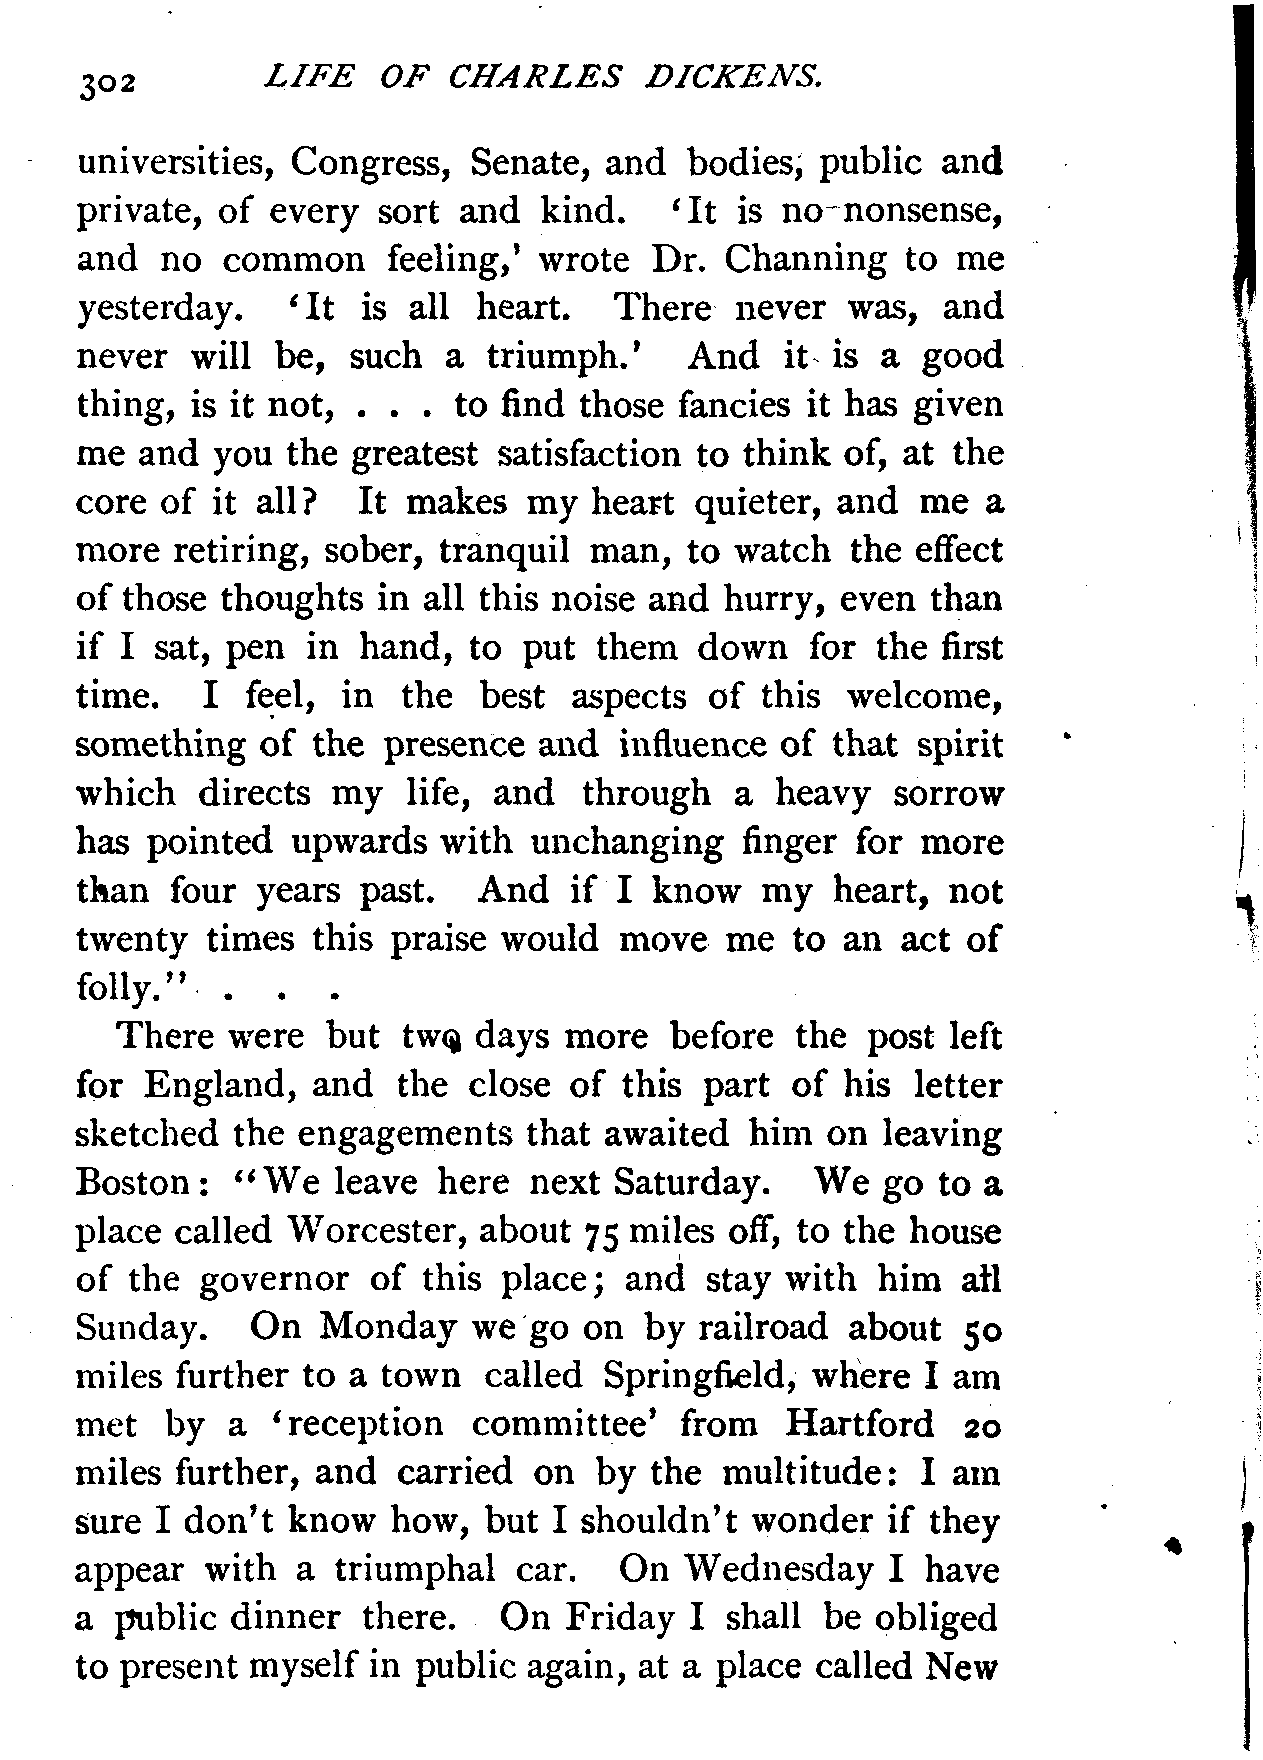 302 LIFE OF CHARLES DICKENS.
universities, Congress, Senate, and bodies, public and
private, of every sort and kind. 'It is no nonsense,
and no common feeling,' wrote Dr. Channing to me
yesterday. 'It is all heart. There never was, and
never will be, such a triumph.' And it is a good
thing, is it not, . . . to find those fancies it has given
me and you the greatest satisfaction to think of, at the
core of it all? It makes my heart quieter, and me a
more retiring, sober, tranquil man, to watch the effect
of those thoughts in all this noise and hurry, even than
if I sat, pen in hand, to put them down for the first
time. I feel, in the best aspects of this welcome,
something of the presence and influence of that spirit
which directs my life, and through a heavy sorrow
has pointed upwards with unchanging finger for more
than four years past. And if I know my heart, not
twenty times this praise would move me to an act of
folly." . . .
There were but two days more before the post left
for England, and the close of this part of his letter
sketched the engagements that awaited him on leaving
Boston: "We leave here next Saturday. We go to a
place called Worcester, about 75 miles off, to the house
of the governor of this place; and stay with him all
Sunday. On Monday we go on by railroad about 50
miles further to a town called Springfield, where I am
met by a 'reception committee' from Hartford 20
miles further, and carried on by the multitude: I am
sure I don't know how, but I shouldn't wonder if they
appear with a triumphal car. On Wednesday I have
a public dinner there. On Friday I shall be obliged
to present myself in public again, at a place called New